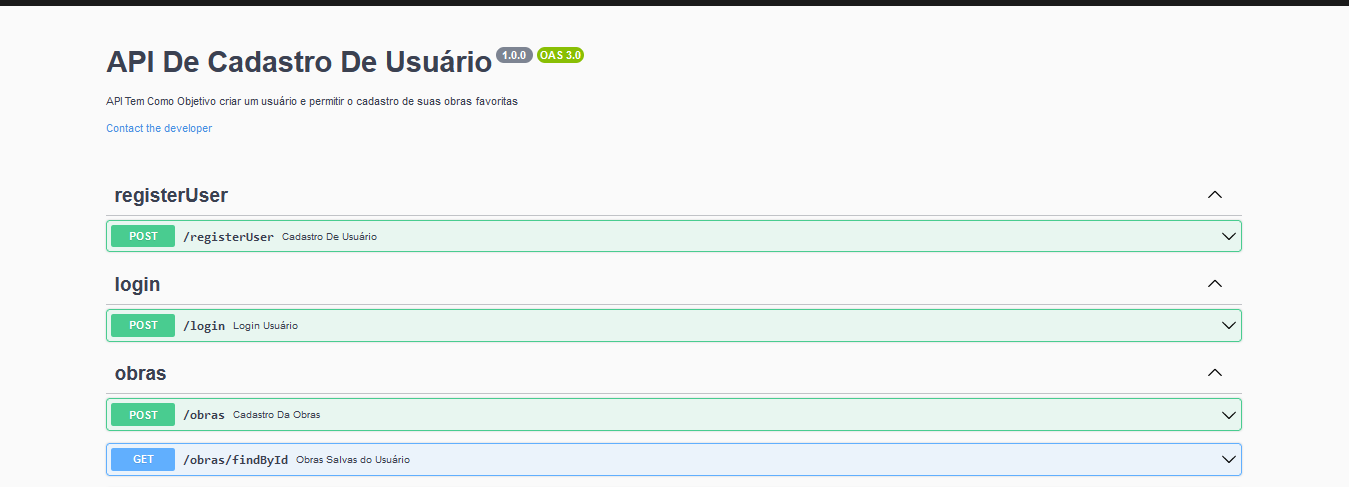 API De Cadastro De Usuário 1.0.0 OAS 3.0
API Tem Como Objetivo criar um usuário e permitir o cadastro de suas obras favoritas
Contact the developer
registerUser
POST /registerUser Cadastro De Usuário
login
POST /login Login Usuário
obras
POST /obras Cadastro Da Obras
GET /obras/findById Obras Salvas do Usuário